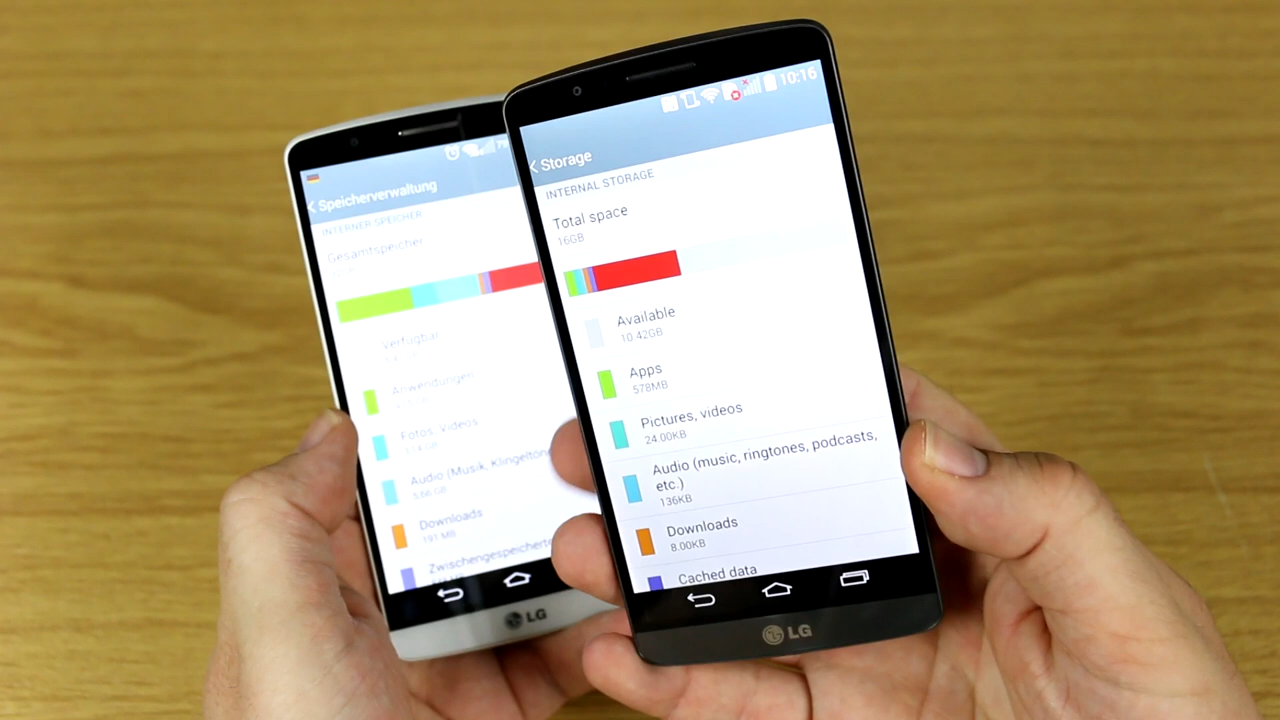 Speicherverwaltung
INTERNER SPEICHER
Gesamtspeicher
Verfügbar
Anwendungen
Fotos, Videos
Audio (Musik, Klingeltöne
5.66 GB
Downloads
191 MB
Zwischengespeicherte
LG
10:16
Storage
INTERNAL STORAGE
Total space
16GB
Available
10.42GB
Apps
578MB
Pictures, videos
24.00KB
Audio (music, ringtones, podcasts,
etc.)
136KB
Downloads
8.00KB
Cached data
LG